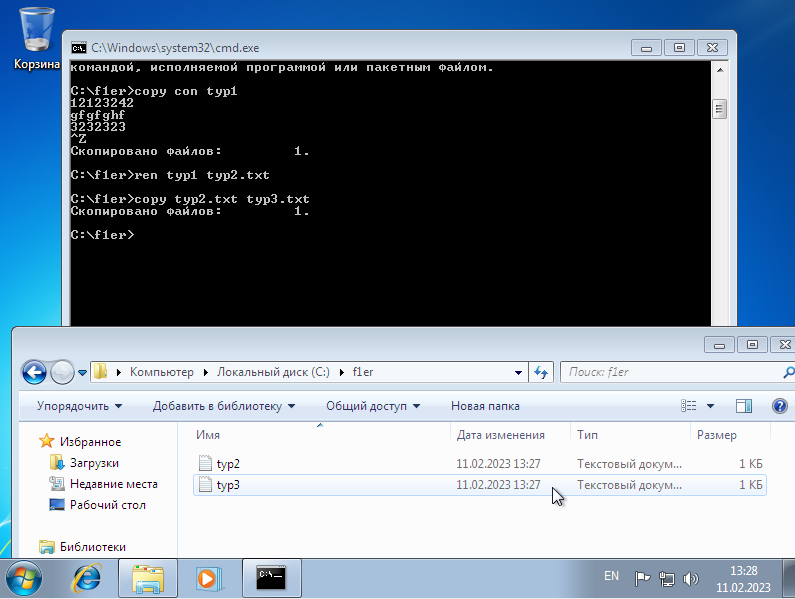 Корзина
C:\Windows\system32\cmd.exe
командой, исполняемой программой или пакетным файлом.
C:\f1er>copy con typ1
12123242
gfgfghf
3232323
^Z
Скопировано файлов: 1.
C:\f1er>ren typ1 typ2.txt
C:\f1er>copy typ2.txt typ3.txt
Скопировано файлов: 1.
C:\f1er>
Компьютер Локальный диск (C:) f1er
Поиск: f1er
Упорядочить Добавить в библиотеку Общий доступ Новая папка
Избранное
Загрузки
Недавние места
Рабочий стол
Библиотеки
Имя Дата изменения Тип Размер
typ2 11.02.2023 13:27 Текстовый докум... 1 КБ
typ3 11.02.2023 13:27 Текстовый докум... 1 КБ
C:\
EN
13:28
11.02.2023